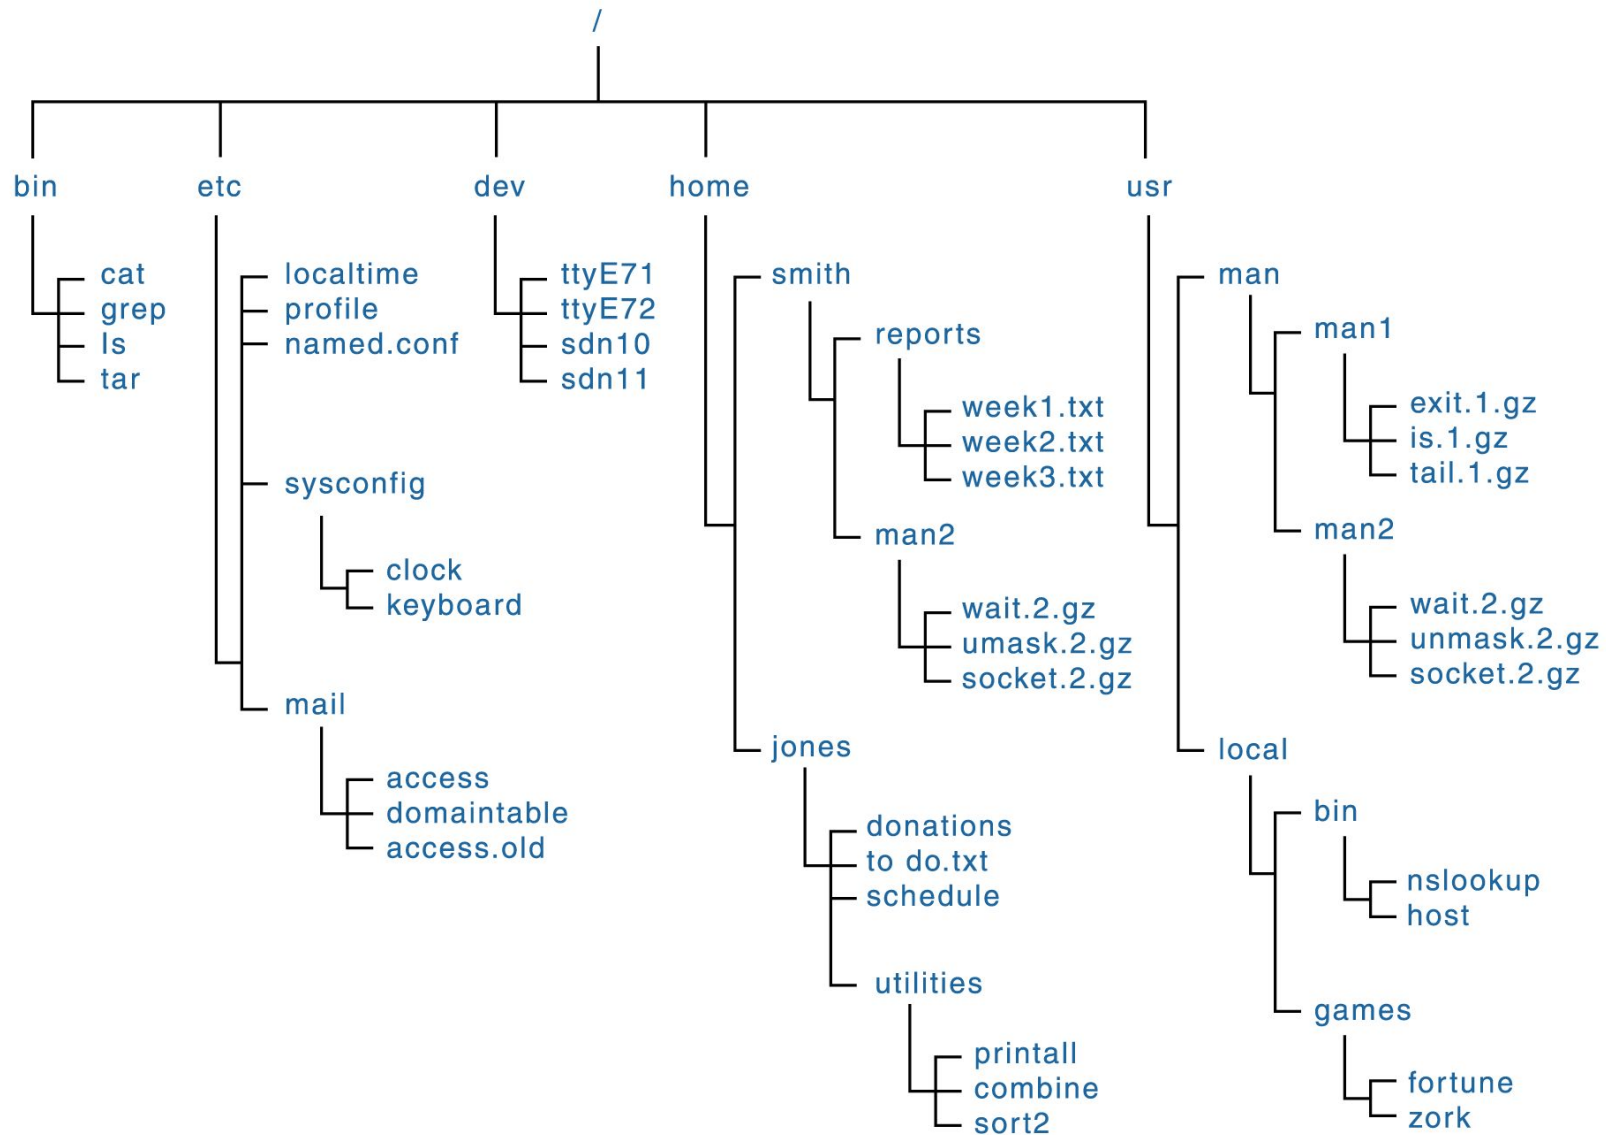 /
bin
etc
dev
home
usr
cat
grep
ls
tar
localtime
profile
named.conf
sysconfig
clock
keyboard
mail
access
domaintable
access.old
ttyE71
ttyE72
sdn10
sdn11
smith
reports
week1.txt
week2.txt
week3.txt
man2
wait.2.gz
umask.2.gz
socket.2.gz
jones
donations
to do.txt
schedule
utilities
printall
combine
sort2
man
man1
exit.1.gz
is.1.gz
tail.1.gz
man2
wait.2.gz
unmask.2.gz
socket.2.gz
local
bin
nslookup
host
games
fortune
zork